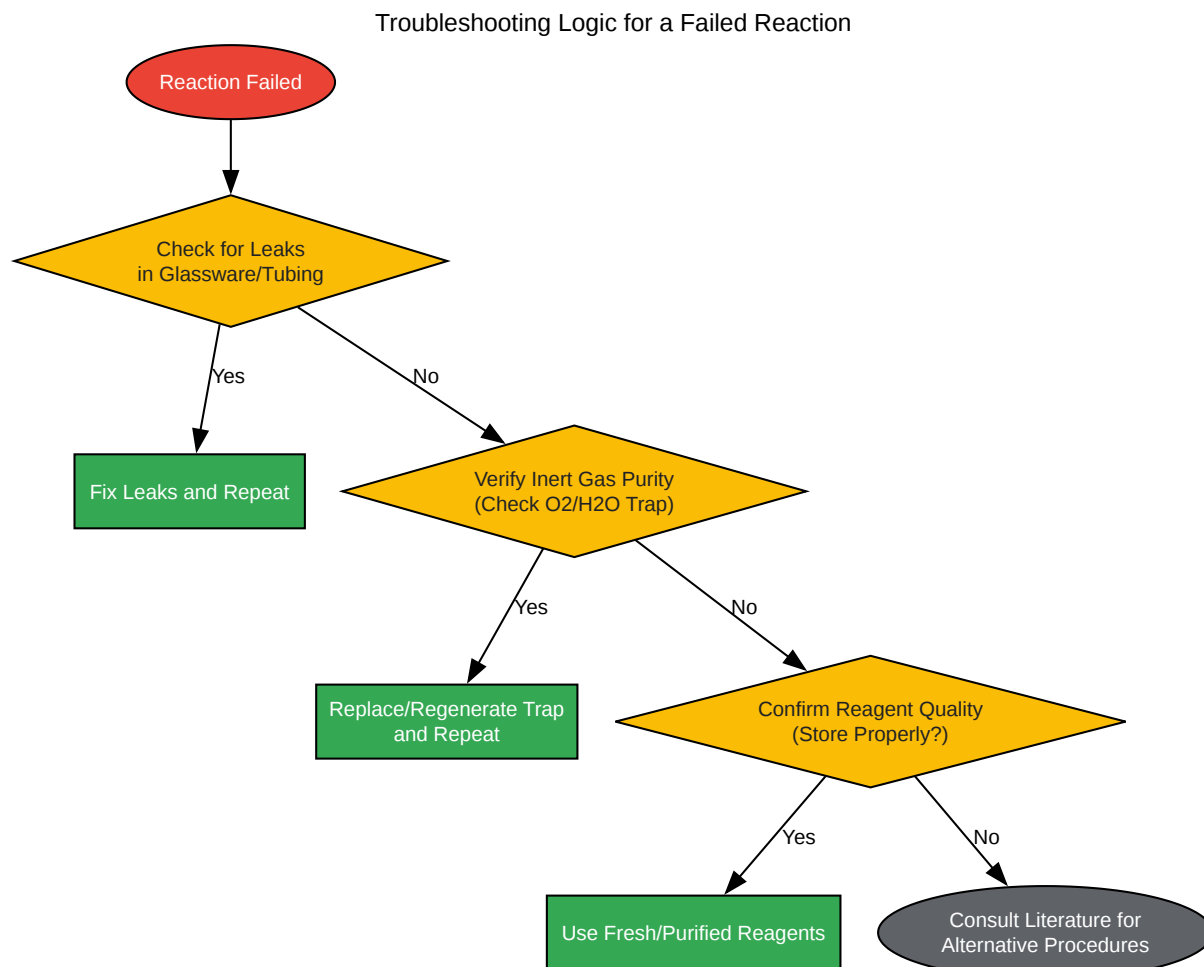 Troubleshooting Logic for a Failed Reaction
Reaction Failed
Check for Leaks
in Glassware/Tubing
Yes
No
Fix Leaks and Repeat
Verify Inert Gas Purity
(Check O2/H2O Trap)
Yes
No
Replace/Regenerate Trap
and Repeat
Confirm Reagent Quality
(Store Properly?)
Yes
No
Use Fresh/Purified Reagents
Consult Literature for
Alternative Procedures